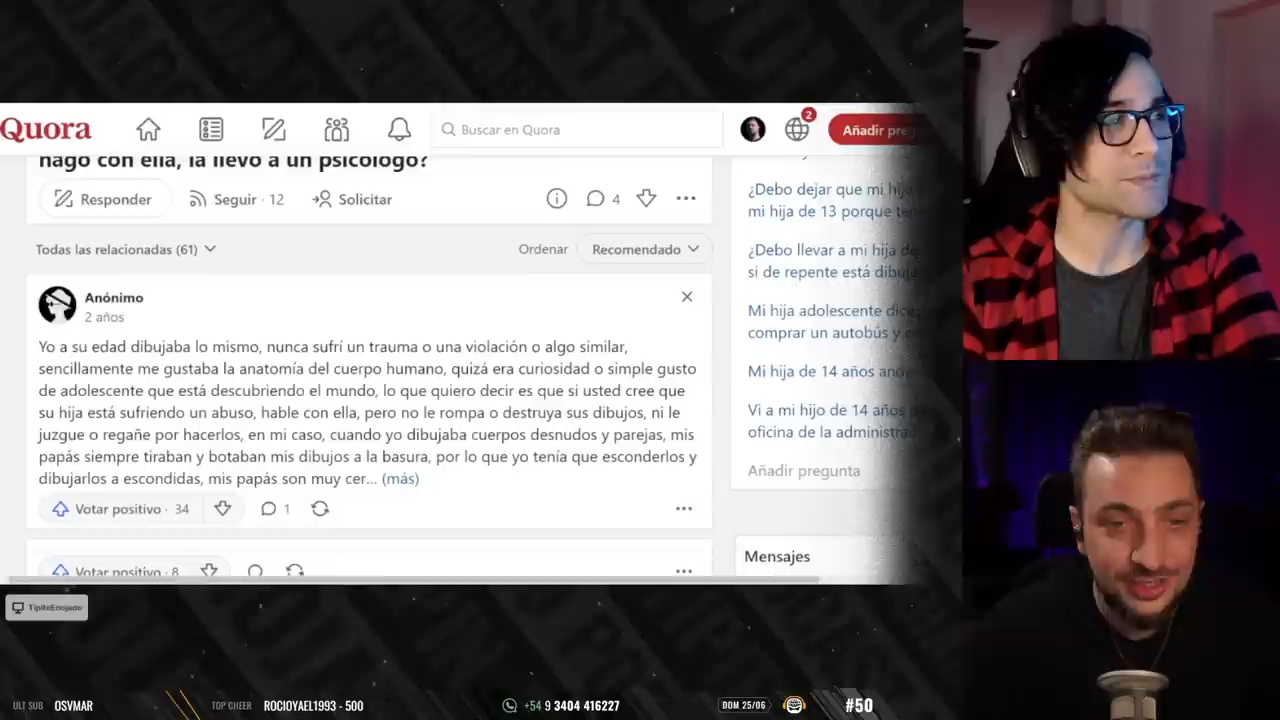 Quora
Buscar en Quora
2
Añadir preg
hago con ella, la llevo a un psicólogo?
Responder
Seguir · 12
Solicitar
4
Todas las relacionadas (61)
Ordenar
Recomendado
Anónimo
2 años
Yo a su edad dibujaba lo mismo, nunca sufrí un trauma o una violación o algo similar,
sencillamente me gustaba la anatomía del cuerpo humano, quizá era curiosidad o simple gusto
de adolescente que está descubriendo el mundo, lo que quiero decir es que si usted cree que
su hija está sufriendo un abuso, hable con ella, pero no le rompa o destruya sus dibujos, ni le
juzgue o regañe por hacerlos, en mi caso, cuando yo dibujaba cuerpos desnudos y parejas, mis
papás siempre tiraban y botaban mis dibujos a la basura, por lo que yo tenía que esconderlos y
dibujarlos a escondidas, mis papás son muy cer... (más)
Votar positivo · 34
1
Votar positivo · 8
¿Debo dejar que mi hijo
mi hija de 13 porque
¿Debo llevar a mi hija
si de repente está
Mi hija adolescente dice
comprar un autobús y
Mi hija de 14 años
Vi a mi hijo de 14 años
oficina de la
Añadir pregunta
Mensajes
TipitoEnojado
ULT SUB OSVMAR
TOP CHEER ROCIOYAEL1993 - 500
+54 9 3404 416227
DOM 25/06
#50